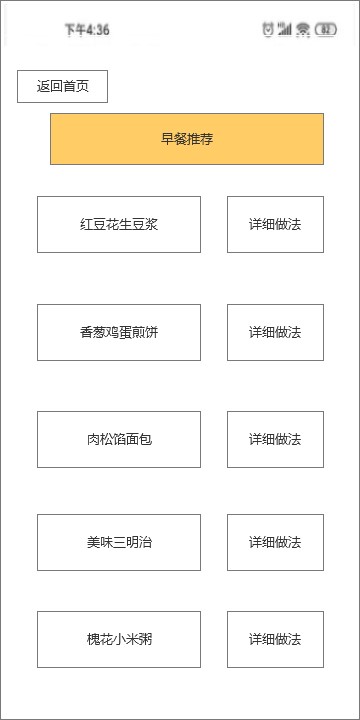 下午4:36
82
返回首页
早餐推荐
红豆花生豆浆 详细做法
香葱鸡蛋煎饼 详细做法
肉松馅面包 详细做法
美味三明治 详细做法
槐花小米粥 详细做法